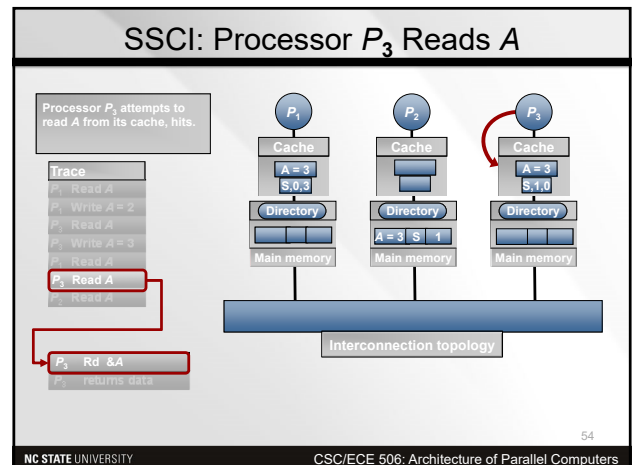 SSCI: Processor P₃ Reads A
Processor P₃ attempts to
read A from its cache, hits.
Trace
P₁ Read A
P₁ Write A = 2
P₃ Read A
P₁ Write A = 3
P₁ Read A
P₃ Read A
P₂ Read A
P₃ Rd &A
P₃ returns data
P₁
Cache
A = 3
S,0,3
Directory
Main memory
P₂
Cache
Directory
A = 3 S 1
Main memory
P₃
Cache
A = 3
S,1,0
Directory
Main memory
Interconnection topology
54
NC STATE UNIVERSITY
CSC/ECE 506: Architecture of Parallel Computers